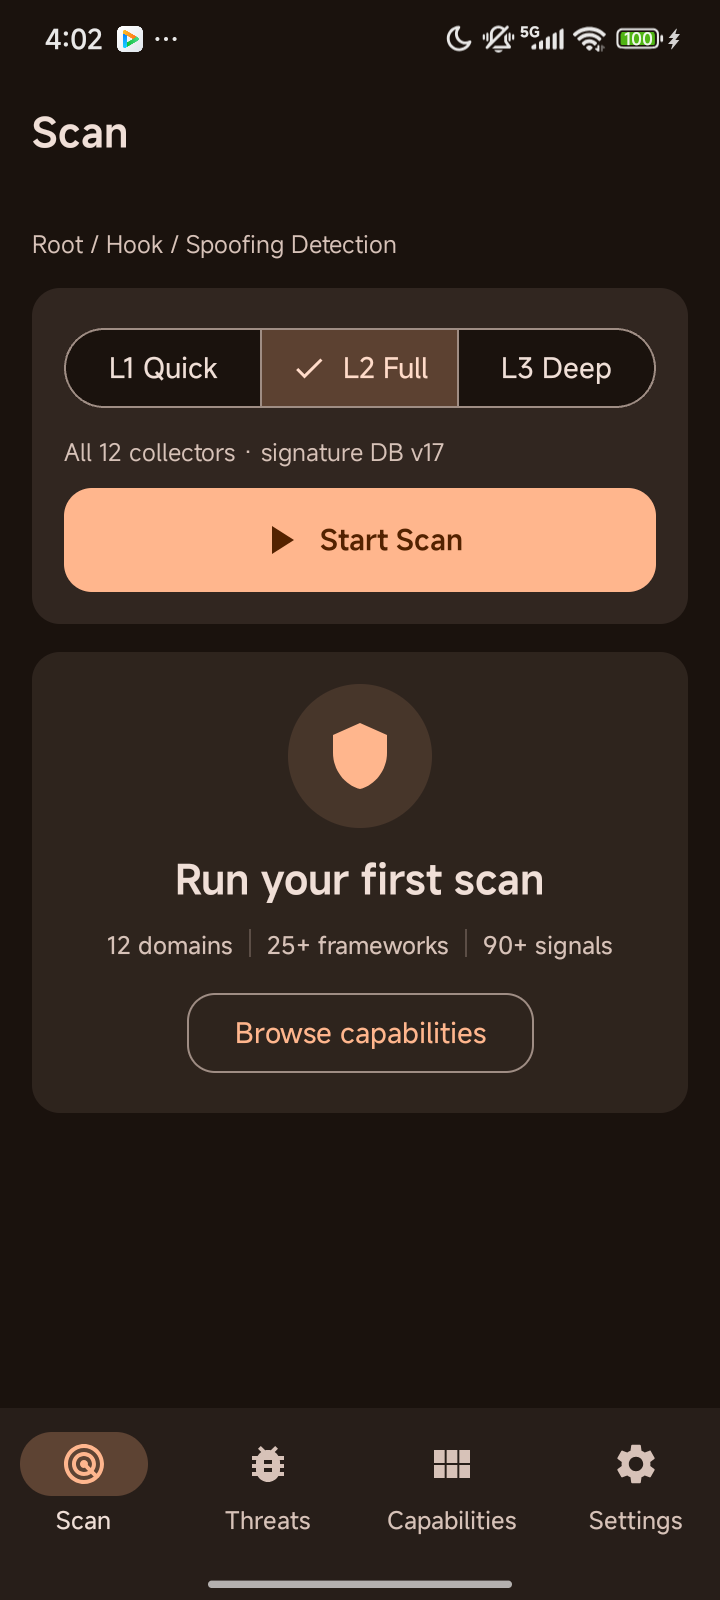 4:02 ... 5G 100
Scan
Root / Hook / Spoofing Detection
L1 Quick L2 Full L3 Deep
All 12 collectors · signature DB v17
Start Scan
Run your first scan
12 domains 25+ frameworks 90+ signals
Browse capabilities
Scan Threats Capabilities Settings